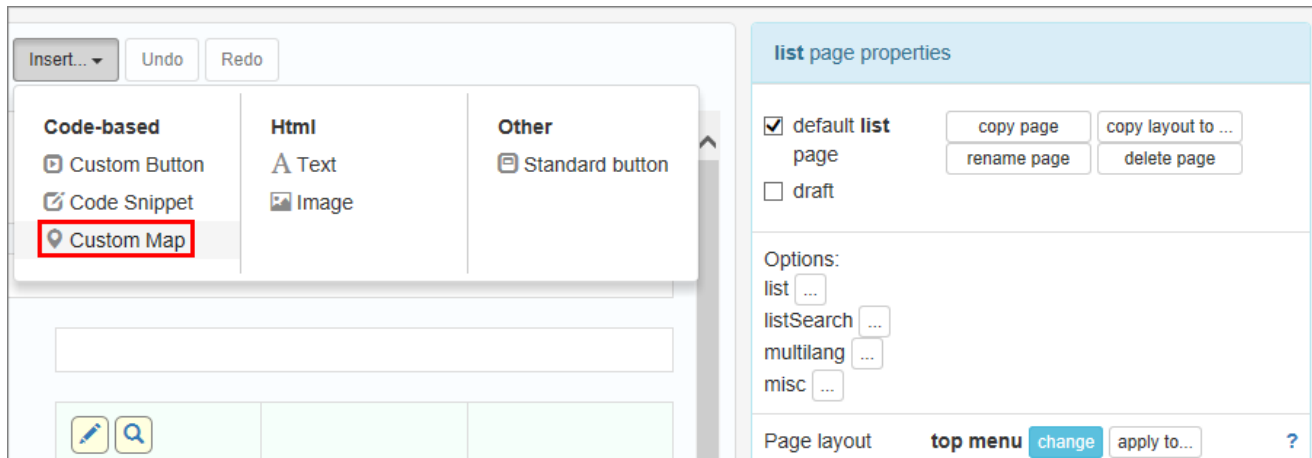 Insert... Undo Redo
Code-based Html Other
Custom Button Text Standard button
Code Snippet Image
Custom Map
list page properties
default list copy page copy layout to ...
page rename page delete page
draft
Options:
list ...
listSearch ...
multilang ...
misc ...
Page layout top menu change apply to... ?